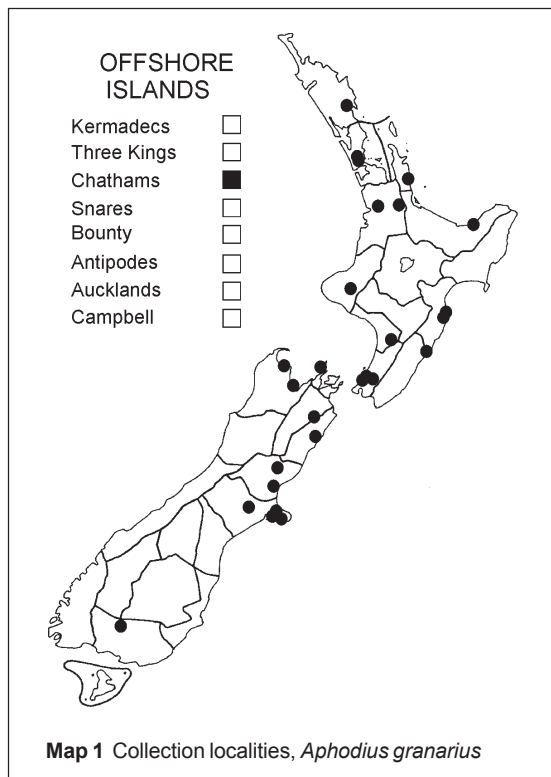 OFFSHORE
ISLANDS
Kermadecs
Three Kings
Chathams
Snares
Bounty
Antipodes
Aucklands
Campbell
Map 1 Collection localities, Aphodius granarius